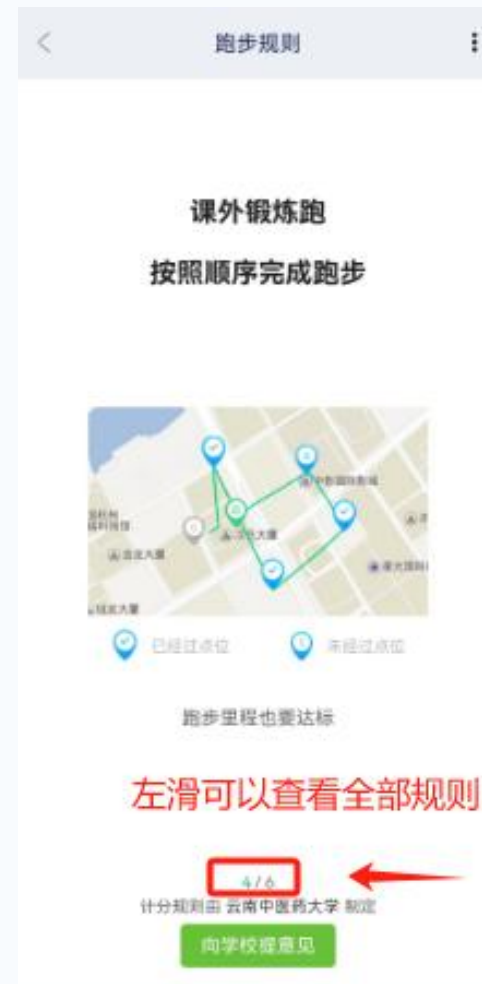 跑步规则
课外锻炼跑
按照顺序完成跑步
已经过点位
未经过点位
跑步里程也要达标
左滑可以查看全部规则
4/6
计分规则由 云南中医药大学 制定
向学校提意见